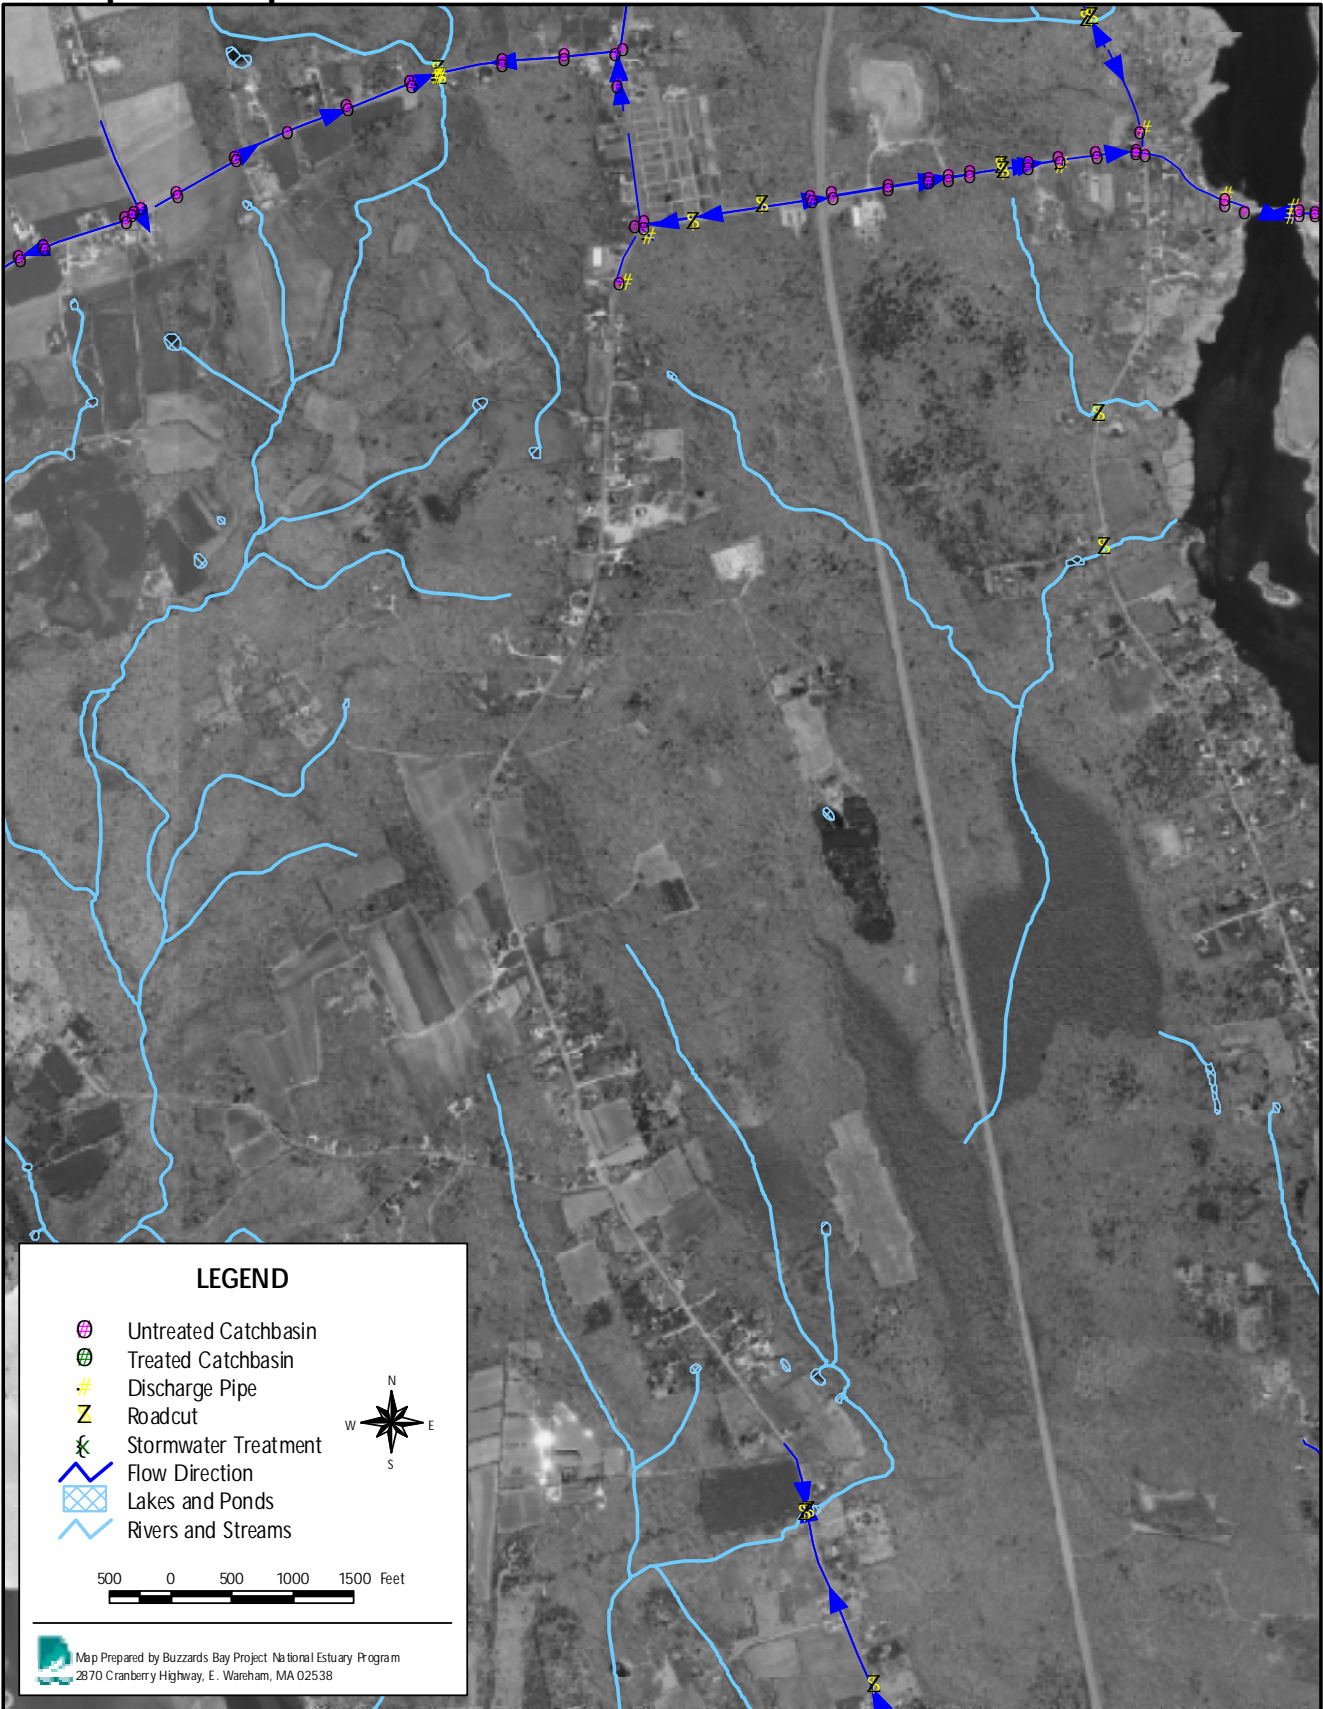 LEGEND
Untreated Catchbasin
Treated Catchbasin
Discharge Pipe
Roadcut
Stormwater Treatment
Flow Direction
Lakes and Ponds
Rivers and Streams
N
W E
S
500 0 500 1000 1500 Feet
Map Prepared by Buzzards Bay Project National Estuary Program
2870 Cranberry Highway, E. Wareham, MA 02538